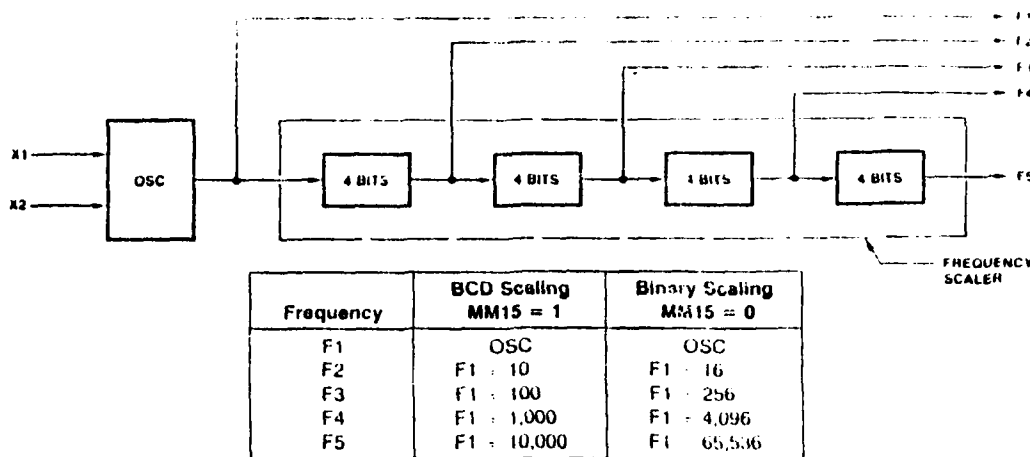 F1
F2
F3
F4
X1
X2
OSC
4 BITS
4 BITS
4 BITS
4 BITS
F5
FREQUENCY
SCALER
Frequency
BCD Scaling
MM15 = 1
Binary Scaling
MM15 = 0
F1 OSC OSC
F2 F1 ÷ 10 F1 ÷ 16
F3 F1 ÷ 100 F1 ÷ 256
F4 F1 ÷ 1,000 F1 ÷ 4,096
F5 F1 ÷ 10,000 F1 65,536